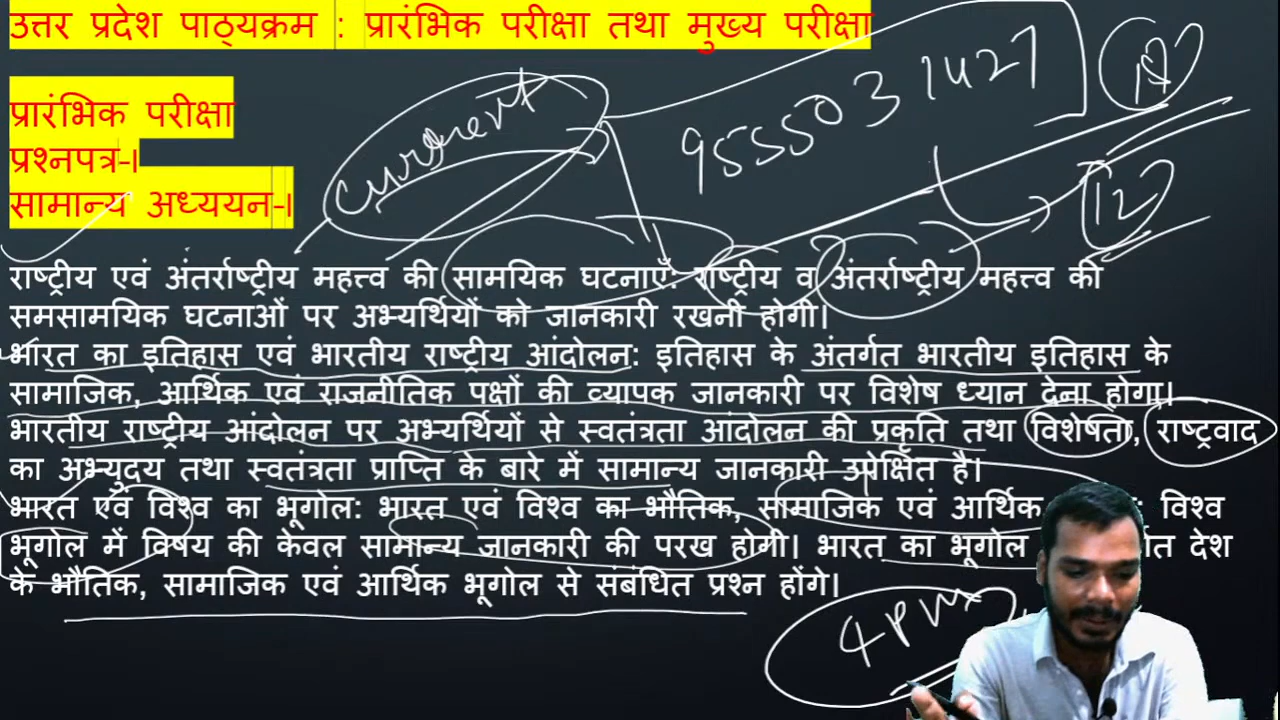 उत्तर प्रदेश पाठ्यक्रम : प्रारंभिक परीक्षा तथा मुख्य परीक्षा
प्रारंभिक परीक्षा
प्रश्नपत्र-I
सामान्य अध्ययन-I
current
9555031427
12
राष्ट्रीय एवं अंतर्राष्ट्रीय महत्त्व की सामयिक घटनाएँ: राष्ट्रीय व अंतर्राष्ट्रीय महत्त्व की
समसामयिक घटनाओं पर अभ्यर्थियों को जानकारी रखनी होगी।
भारत का इतिहास एवं भारतीय राष्ट्रीय आंदोलन: इतिहास के अंतर्गत भारतीय इतिहास के
सामाजिक, आर्थिक एवं राजनीतिक पक्षों की व्यापक जानकारी पर विशेष ध्यान देना होगा।
भारतीय राष्ट्रीय आंदोलन पर अभ्यर्थियों से स्वतंत्रता आंदोलन की प्रकृति तथा विशेषता, राष्ट्रवाद
का अभ्युदय तथा स्वतंत्रता प्राप्ति के बारे में सामान्य जानकारी उपेक्षित है।
भारत एवं विश्व का भूगोल: भारत एवं विश्व का भौतिक, सामाजिक एवं आर्थिक : विश्व
भूगोल में विषय की केवल सामान्य जानकारी की परख होगी। भारत का भूगोल देश
के भौतिक, सामाजिक एवं आर्थिक भूगोल से संबंधित प्रश्न होंगे।
4 PM